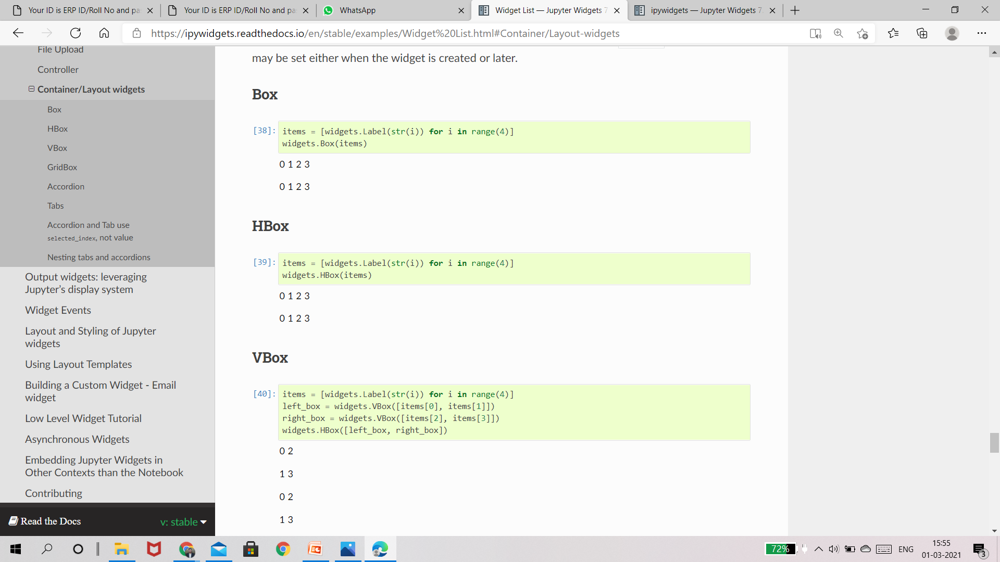 Your ID is ERP ID/Roll No and pa
Your ID is ERP ID/Roll No and pa
WhatsApp
Widget List — Jupyter Widgets 7
ipywidgets — Jupyter Widgets 7.
https://ipywidgets.readthedocs.io/en/stable/examples/Widget%20List.html#Container/Layout-widgets
File Upload
Controller
Container/Layout widgets
Box
HBox
VBox
GridBox
Accordion
Tabs
Accordion and Tab use
selected_index, not value
Nesting tabs and accordions
Output widgets: leveraging
Jupyter’s display system
Widget Events
Layout and Styling of Jupyter
widgets
Using Layout Templates
Building a Custom Widget - Email
widget
Low Level Widget Tutorial
Asynchronous Widgets
Embedding Jupyter Widgets in
Other Contexts than the Notebook
Contributing
Read the Docs
v: stable
may be set either when the widget is created or later.
Box
[38]: items = [widgets.Label(str(i)) for i in range(4)]
widgets.Box(items)
0 1 2 3
0 1 2 3
HBox
[39]: items = [widgets.Label(str(i)) for i in range(4)]
widgets.HBox(items)
0 1 2 3
0 1 2 3
VBox
[40]: items = [widgets.Label(str(i)) for i in range(4)]
left_box = widgets.VBox([items[0], items[1]])
right_box = widgets.VBox([items[2], items[3]])
widgets.HBox([left_box, right_box])
0 2
1 3
0 2
1 3
72%
ENG
15:55
01-03-2021
3